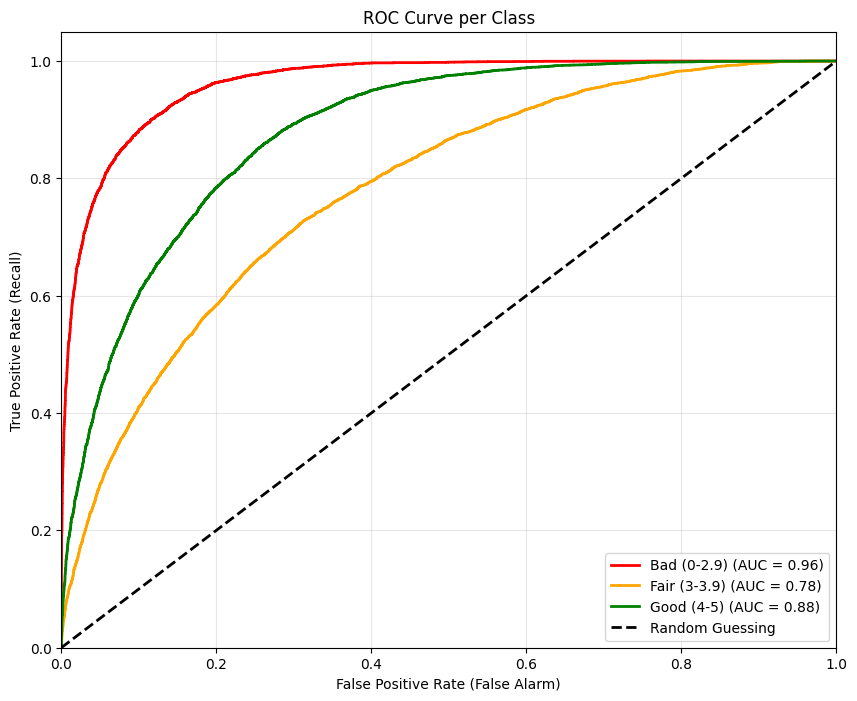 ROC Curve per Class
True Positive Rate (Recall)
1.0
0.8
0.6
0.4
0.2
0.0
0.0 0.2 0.4 0.6 0.8 1.0
False Positive Rate (False Alarm)
Bad (0-2.9) (AUC = 0.96)
Fair (3-3.9) (AUC = 0.78)
Good (4-5) (AUC = 0.88)
Random Guessing